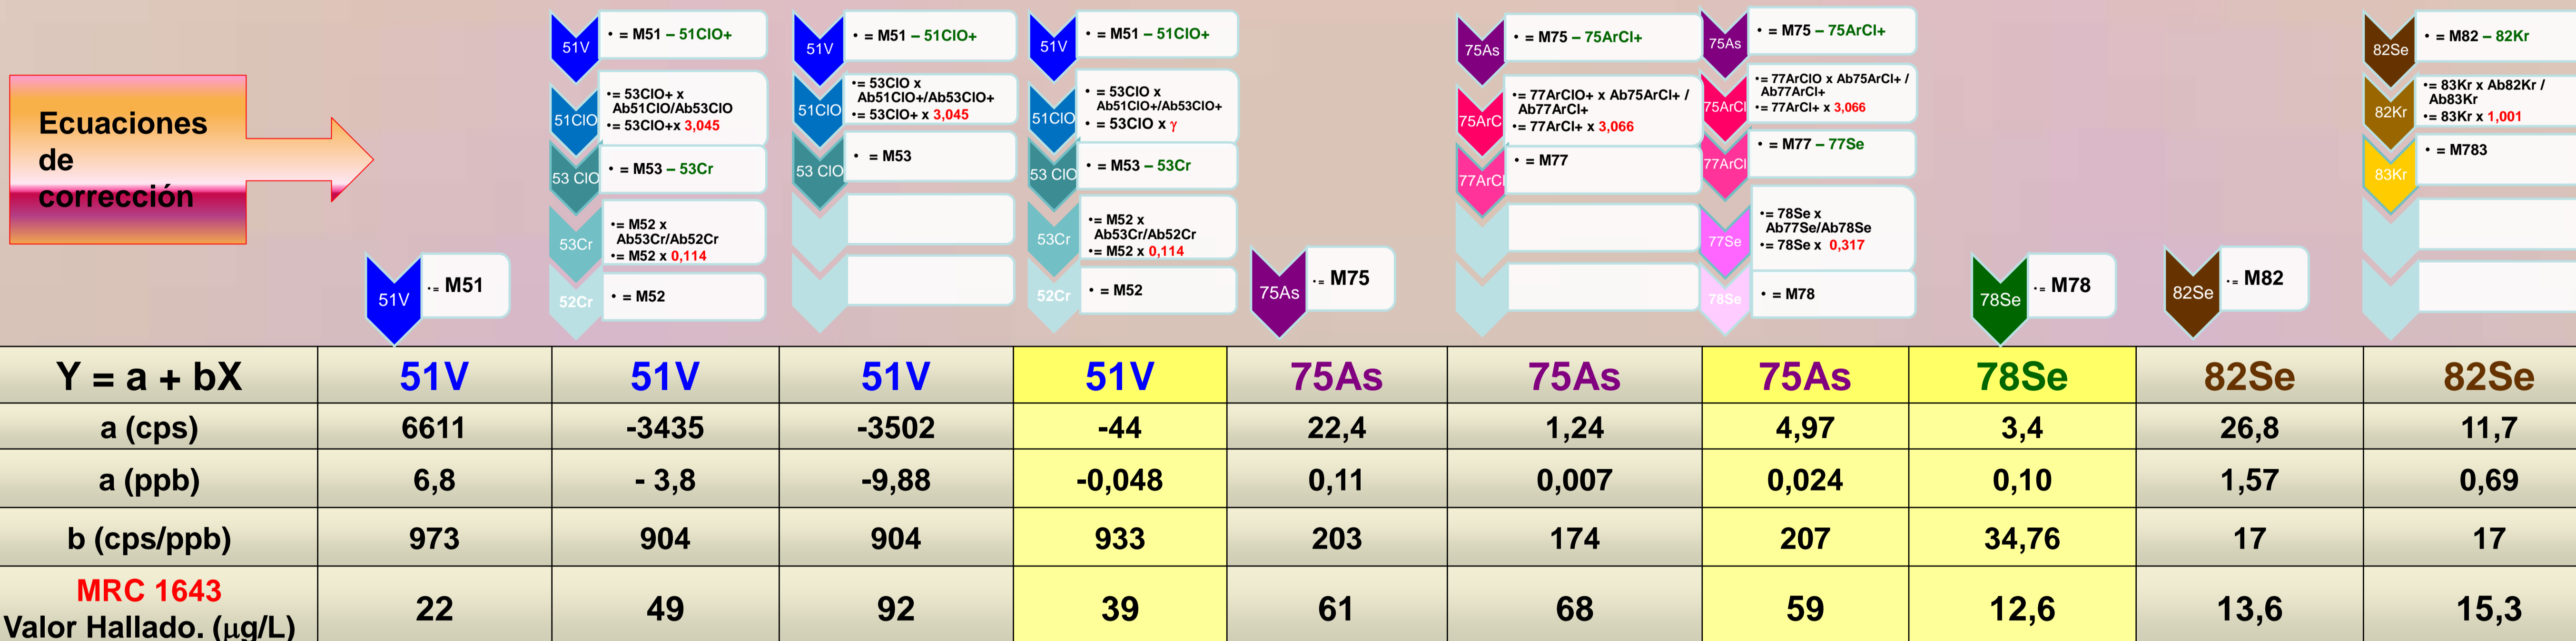 Ecuaciones
de
corrección
51V
• = M51
51V
• = M51 – 51ClO+
51ClO
•= 53ClO+ x
Ab51ClO/Ab53ClO
•= 53ClO+x 3,045
53 ClO
• = M53 – 53Cr
53Cr
•= M52 x
Ab53Cr/Ab52Cr
•= M52 x 0,114
52Cr
• = M52
51V
• = M51 – 51ClO+
51ClO
•= 53ClO x
Ab51ClO+/Ab53ClO+
•= 53ClO+ x 3,045
53 ClO
• = M53
51V
• = M51 – 51ClO+
51ClO
• = 53ClO x
Ab51ClO+/Ab53ClO+
• = 53ClO x γ
53 ClO
• = M53 – 53Cr
53Cr
• = M52 x
Ab53Cr/Ab52Cr
•= M52 x 0,114
52Cr
• = M52
75As
• = M75
75As
• = M75 – 75ArCl+
75ArC
•= 77ArClO+ x Ab75ArCl+ /
Ab77ArCl+
•= 77ArCl+ x 3,066
77ArCl
• = M77
75As
• = M75 – 75ArCl+
75ArCl
•= 77ArClO x Ab75ArCl+ /
Ab77ArCl+
•= 77ArCl+ x 3,066
77ArCl
• = M77 – 77Se
77Se
•= 78Se x
Ab77Se/Ab78Se
•= 78Se x 0,317
78Se
• = M78
78Se
• = M78
82Se
• = M82
82Se
• = M82 – 82Kr
82Kr
•= 83Kr x Ab82Kr /
Ab83Kr
•= 83Kr x 1,001
83Kr
• = M783
Y = a + bX 51V 51V 51V 51V 75As 75As 75As 78Se 82Se 82Se
a (cps) 6611 -3435 -3502 -44 22,4 1,24 4,97 3,4 26,8 11,7
a (ppb) 6,8 - 3,8 -9,88 -0,048 0,11 0,007 0,024 0,10 1,57 0,69
b (cps/ppb) 973 904 904 933 203 174 207 34,76 17 17
MRC 1643
Valor Hallado. (µg/L) 22 49 92 39 61 68 59 12,6 13,6 15,3